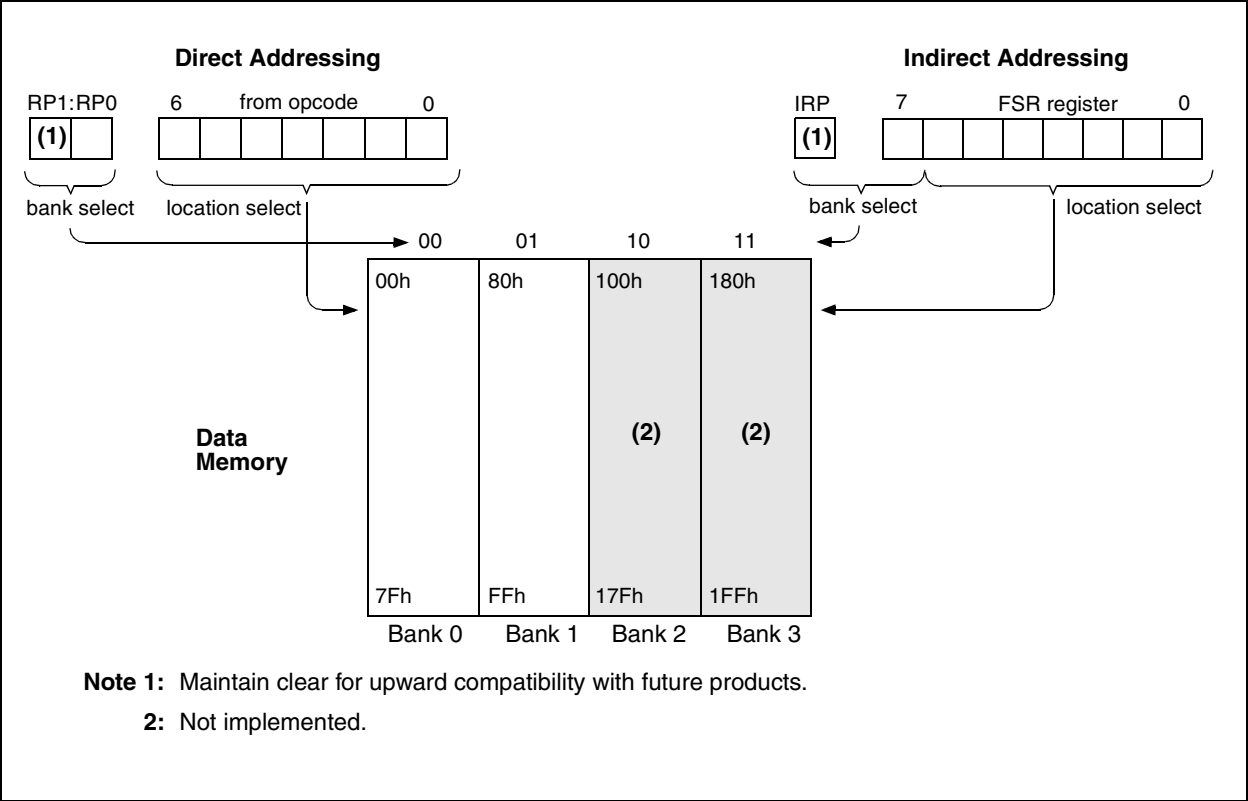 Direct Addressing
Indirect Addressing
RP1:RP0
6 from opcode 0
IRP
7 FSR register 0
(1)
(1)
bank select
location select
bank select
location select
00 01 10 11
00h 80h 100h 180h
(2) (2)
Data
Memory
7Fh FFh 17Fh 1FFh
Bank 0 Bank 1 Bank 2 Bank 3
Note 1: Maintain clear for upward compatibility with future products.
2: Not implemented.